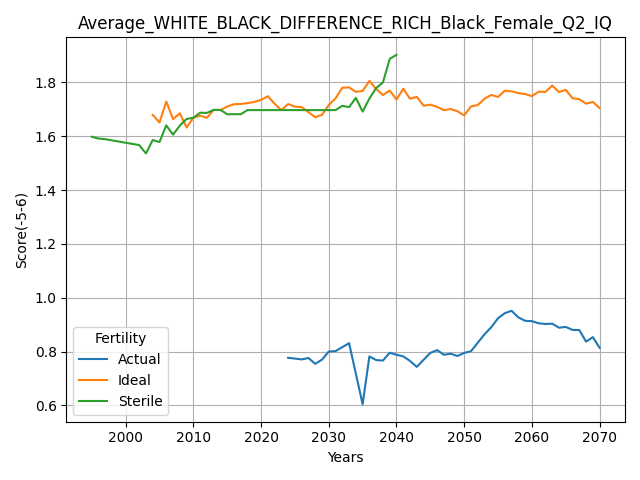 Average_WHITE_BLACK_DIFFERENCE_RICH_Black_Female_Q2_IQ
1.8
1.6
1.4
1.2
1.0
0.8
0.6
Score(-5-6)
Fertility
Actual
Ideal
Sterile
2000 2010 2020 2030 2040 2050 2060 2070
Years